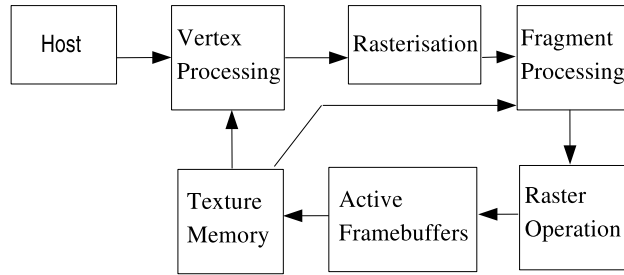 Host
Vertex
Processing
Rasterisation
Fragment
Processing
Texture
Memory
Active
Framebuffers
Raster
Operation